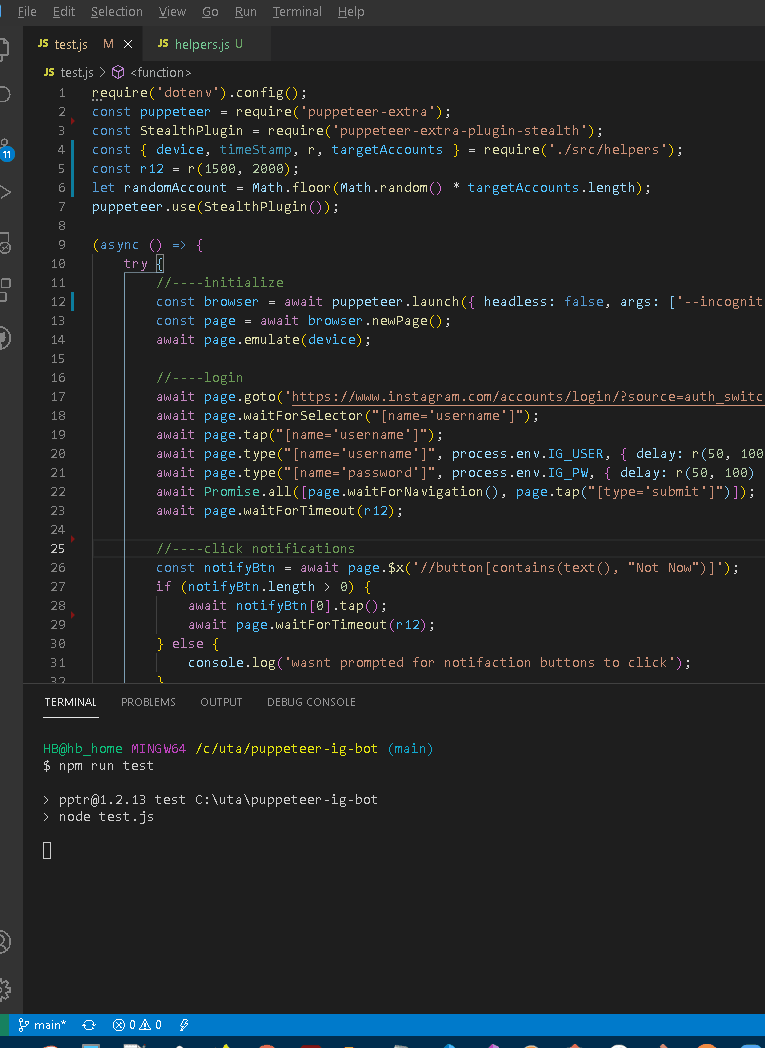 File Edit Selection View Go Run Terminal Help
JS test.js M × JS helpers.js U
JS test.js > <function>
1 require('dotenv').config();
2 const puppeteer = require('puppeteer-extra');
3 const StealthPlugin = require('puppeteer-extra-plugin-stealth');
4 const { device, timeStamp, r, targetAccounts } = require('./src/helpers');
5 const r12 = r(1500, 2000);
6 let randomAccount = Math.floor(Math.random() * targetAccounts.length);
7 puppeteer.use(StealthPlugin());
8
9 (async () => {
10 try {
11 //----initialize
12 const browser = await puppeteer.launch({ headless: false, args: ['--incognit
13 const page = await browser.newPage();
14 await page.emulate(device);
15
16 //----login
17 await page.goto('https://www.instagram.com/accounts/login/?source=auth_switc
18 await page.waitForSelector("[name='username']");
19 await page.tap("[name='username']");
20 await page.type("[name='username']", process.env.IG_USER, { delay: r(50, 100
21 await page.type("[name='password']", process.env.IG_PW, { delay: r(50, 100)
22 await Promise.all([page.waitForNavigation(), page.tap("[type='submit']")]);
23 await page.waitForTimeout(r12);
24
25 //----click notifications
26 const notifyBtn = await page.$x('//button[contains(text(), "Not Now")]');
27 if (notifyBtn.length > 0) {
28 await notifyBtn[0].tap();
29 await page.waitForTimeout(r12);
30 } else {
31 console.log('wasnt prompted for notifaction buttons to click');
32 }
11
TERMINAL PROBLEMS OUTPUT DEBUG CONSOLE
HB@hb_home MINGW64 /c/uta/puppeteer-ig-bot (main)
$ npm run test
> pptr@1.2.13 test C:\uta\puppeteer-ig-bot
> node test.js
main* 0 0